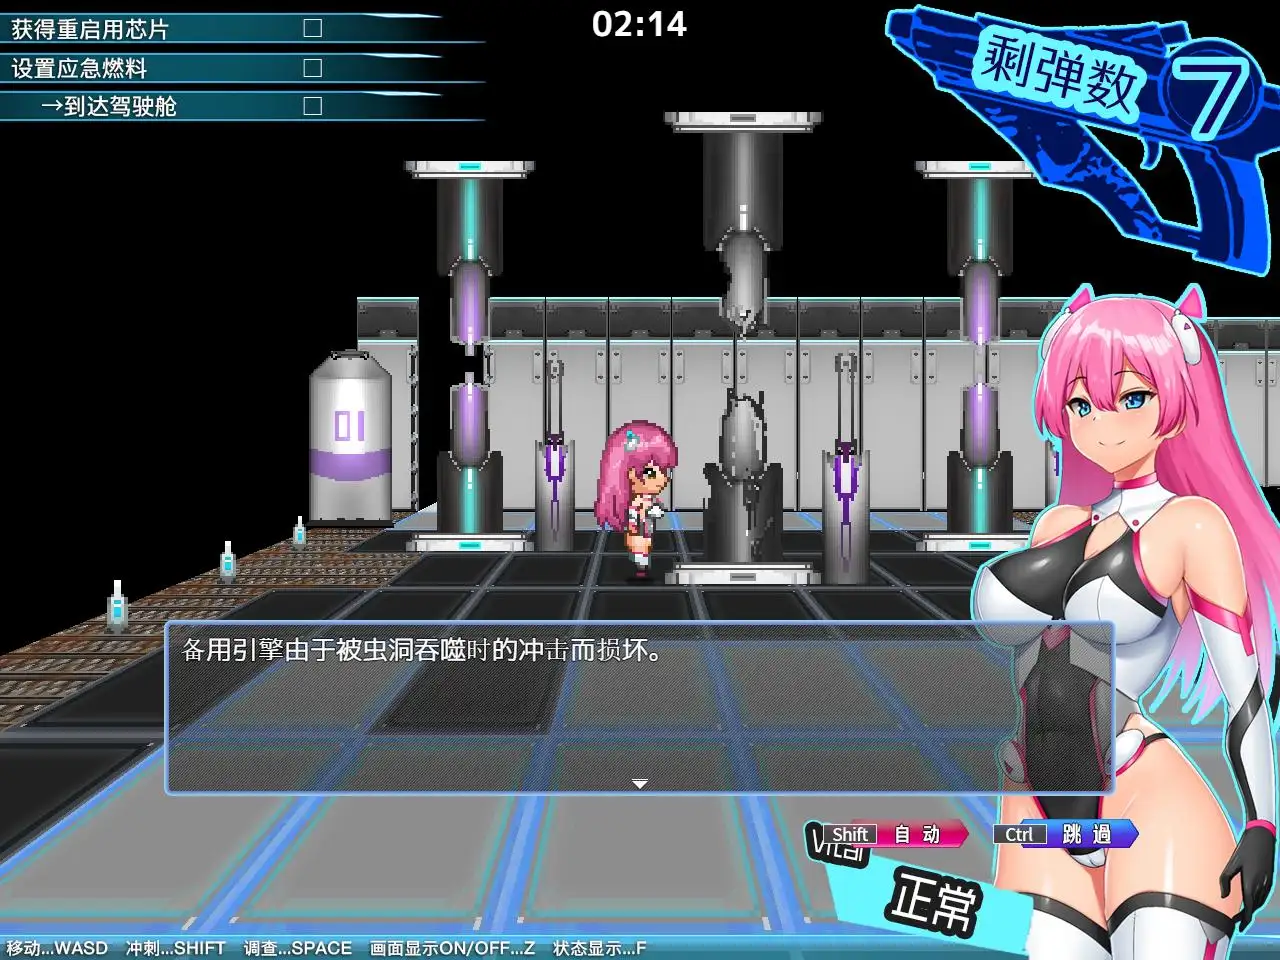 获得重启用芯片
设置应急燃料
→到达驾驶舱
02:14
剩弹数 7
01
备用引擎由于被虫洞吞噬时的冲击而损坏。
Shift 自动
Ctrl 跳過
Vital
正常
移动...WASD 冲刺...SHIFT 调查...SPACE 画面显示ON/OFF...Z 状态显示...F